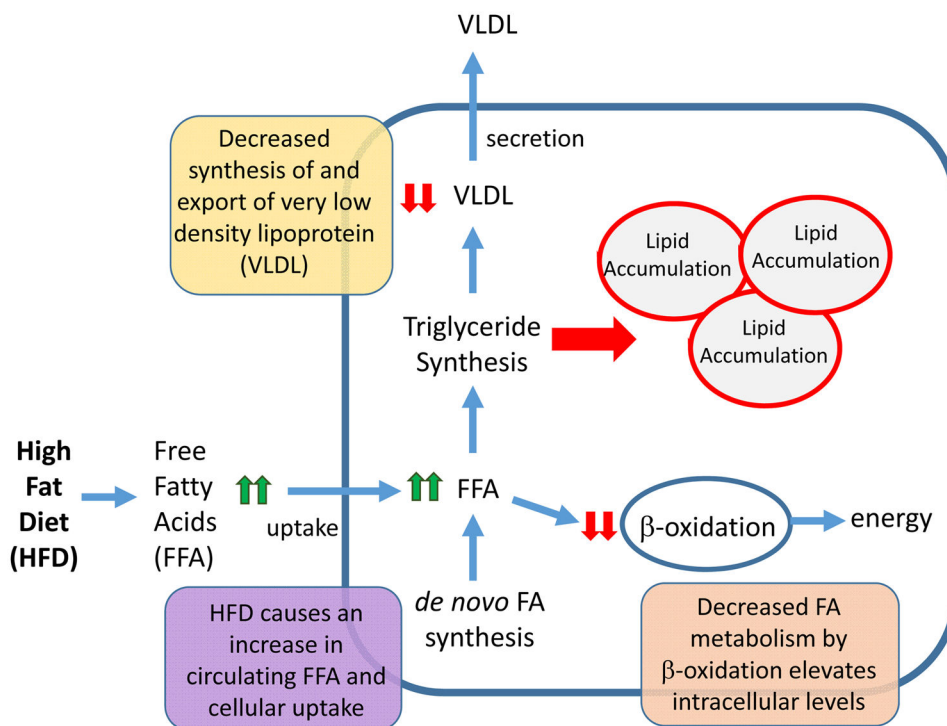 VLDL
secretion
Decreased
synthesis of and
export of very low
density lipoprotein
(VLDL)
VLDL
Lipid
Accumulation
Lipid
Accumulation
Lipid
Accumulation
Triglyceride
Synthesis
High
Fat
Diet
(HFD)
Free
Fatty
Acids
(FFA)
uptake
FFA
β-oxidation
energy
de novo FA
synthesis
HFD causes an
increase in
circulating FFA and
cellular uptake
Decreased FA
metabolism by
β-oxidation elevates
intracellular levels